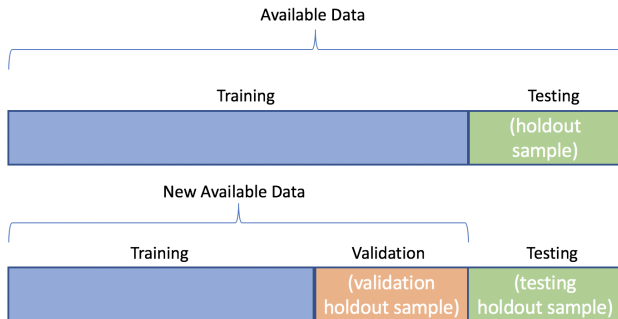 Available Data
Training Testing
(holdout
sample)
New Available Data
Training Validation Testing
(validation
holdout sample)
(testing
holdout sample)